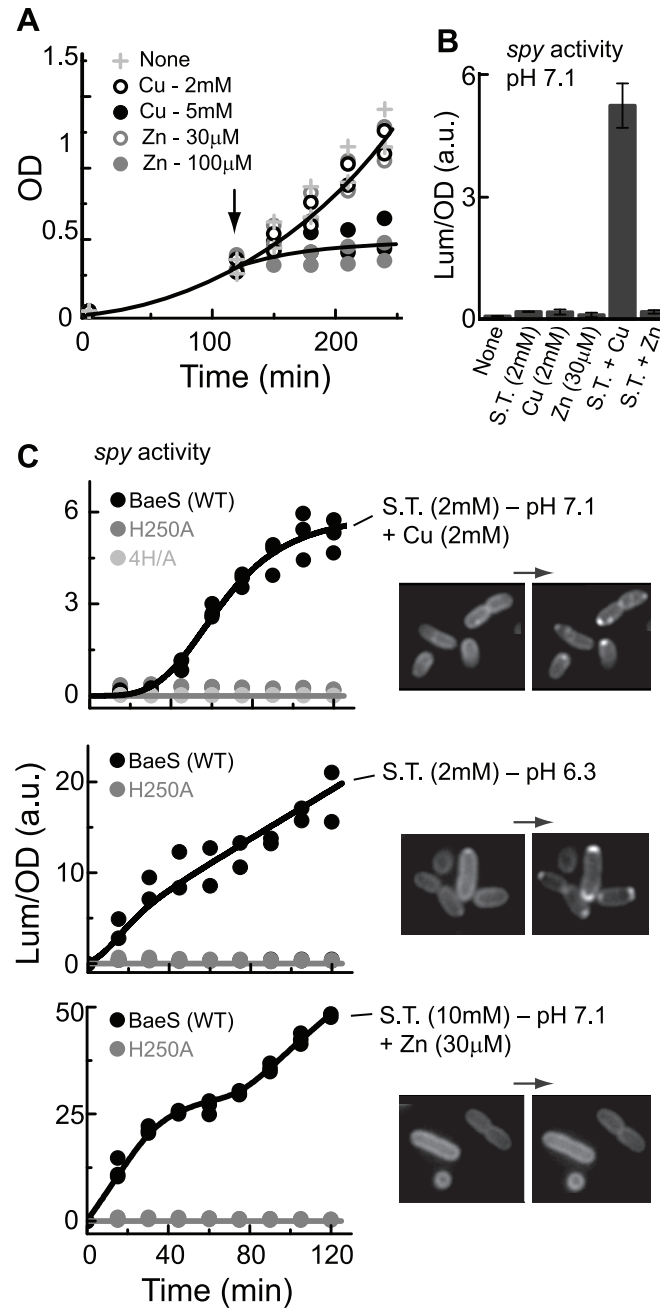 A
1.5
1
0.5
0
OD
None
Cu - 2mM
Cu - 5mM
Zn - 30μM
Zn - 100μM
0 100 200
Time (min)
B
spy activity
pH 7.1
6
3
0
Lum/OD (a.u.)
None
S.T. (2mM)
Cu (2mM)
Zn (30μM)
S.T. + Cu
S.T. + Zn
C
spy activity
BaeS (WT)
H250A
4H/A
6
3
0
S.T. (2mM) – pH 7.1
+ Cu (2mM)
BaeS (WT)
H250A
20
10
0
Lum/OD (a.u.)
S.T. (2mM) – pH 6.3
BaeS (WT)
H250A
50
25
0
S.T. (10mM) – pH 7.1
+ Zn (30μM)
0 40 80 120
Time (min)